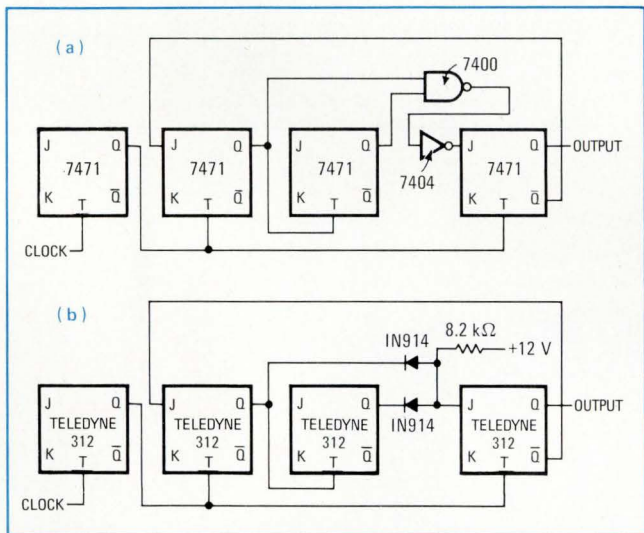 (a)
7400
J Q
7471
K T Q̅
J Q
7471
K T Q̅
J Q
7471
K T Q̅
7404
J Q
7471
K T Q̅
OUTPUT
CLOCK
(b)
8.2 kΩ
IN914
+12 V
J Q
TELEDYNE
312
K T Q̅
J Q
TELEDYNE
312
K T Q̅
J Q
TELEDYNE
312
K T Q̅
IN914
J Q
TELEDYNE
312
K T Q̅
OUTPUT
CLOCK